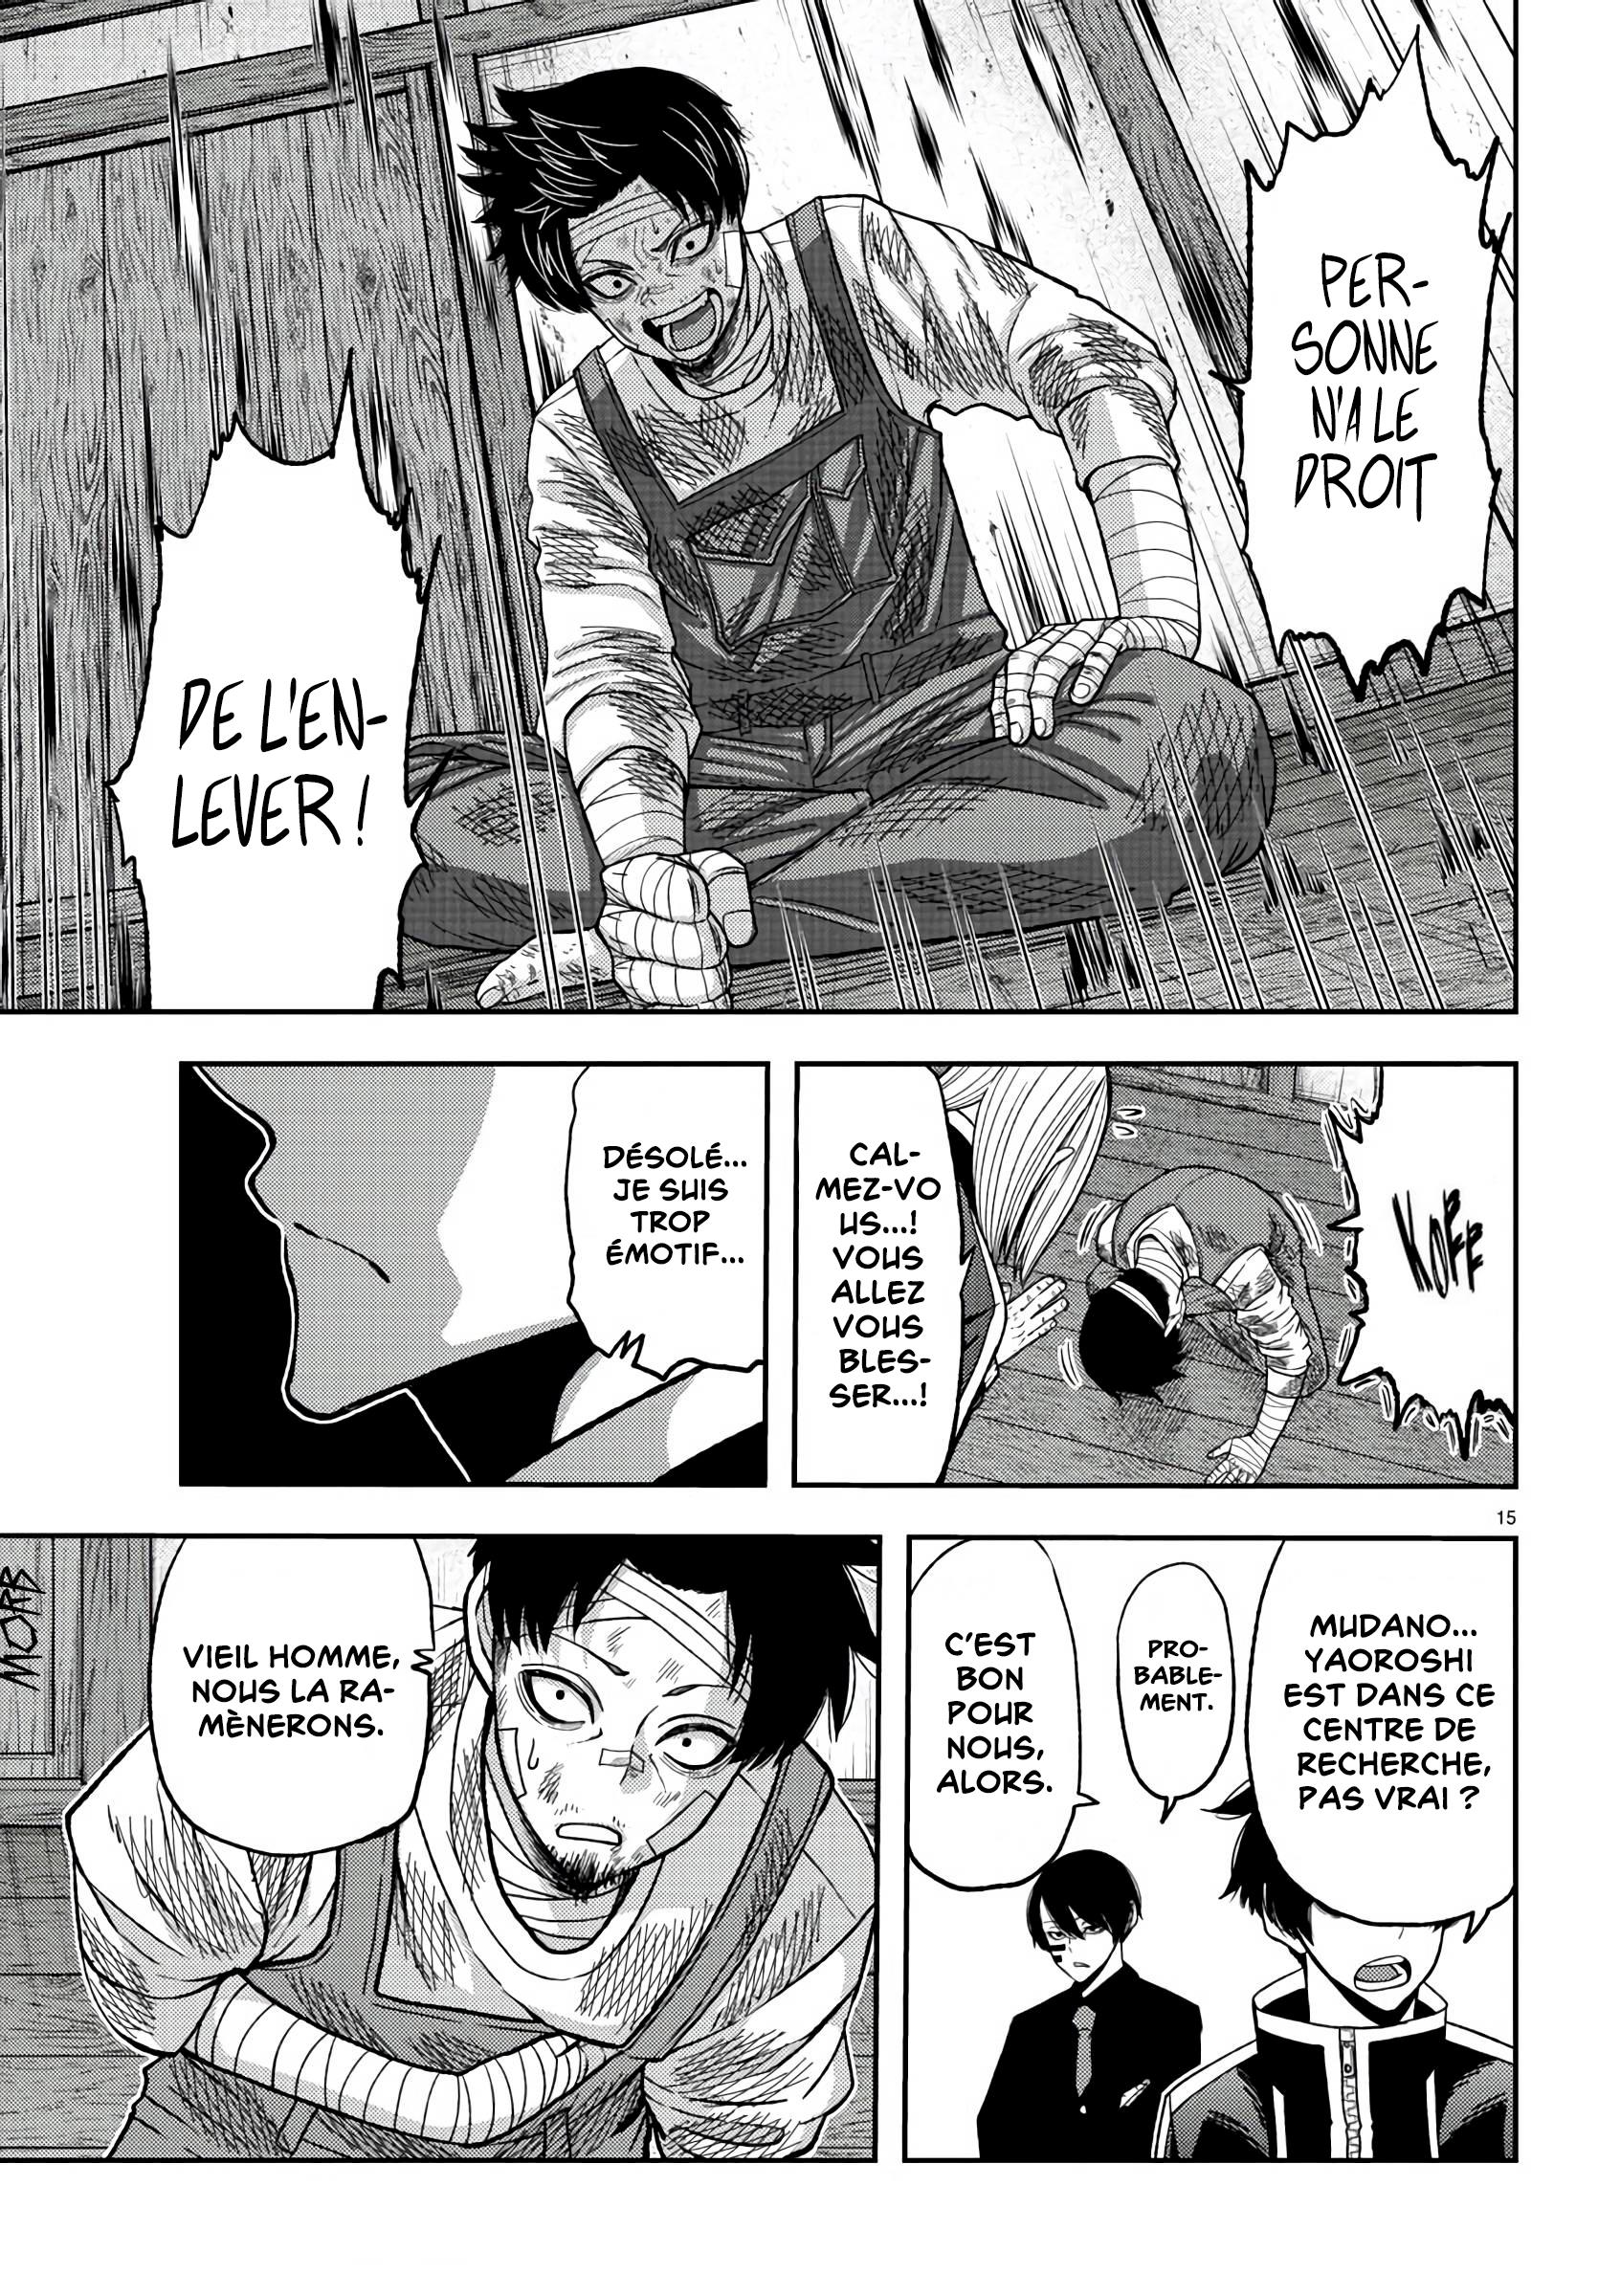 PER-
SONNE
N'A LE
DROIT
DE L'EN-
LEVER !
KOFF
CAL-
MEZ-VO
US...!
VOUS
ALLEZ
VOUS
BLES-
SER...!
DÉSOLÉ...
JE SUIS
TROP
ÉMOTIF...
15
MUDANO...
YAOROSHI
EST DANS CE
CENTRE DE
RECHERCHE,
PAS VRAI ?
PRO-
BABLE-
MENT.
C'EST
BON
POUR
NOUS,
ALORS.
VIEIL HOMME,
NOUS LA RA-
MÈNERONS.
MORB